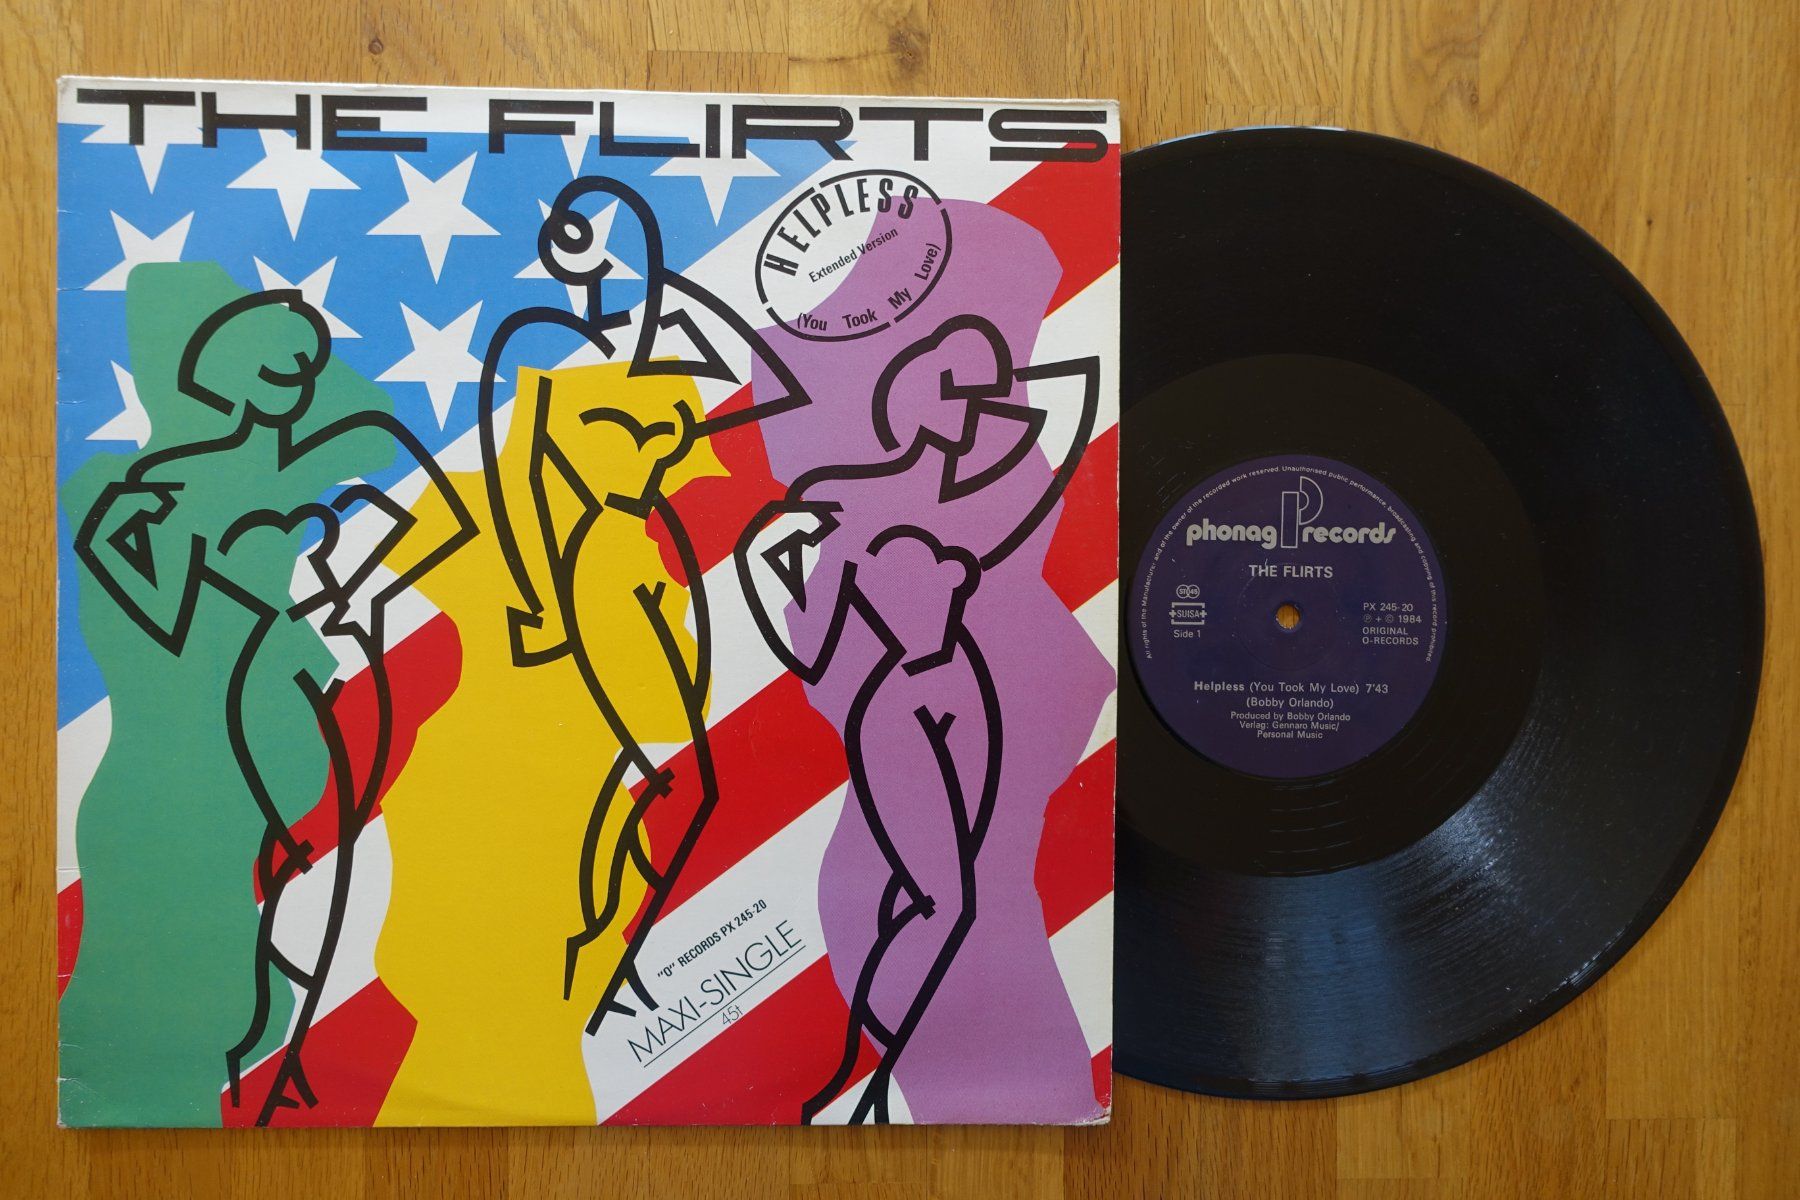 THE FLIRTS
HELPLESS
Extended Version
(You Took My Love)
"O" RECORDS PX 245-20
MAXI-SINGLE
45t
All rights of the Manufacturer and of the owner of the recorded work reserved. Unauthorised public performance, broadcasting and copying of this record prohibited.
phonag records
THE FLIRTS
ST 45
SUISA
Side 1
PX 245-20
℗ + © 1984
ORIGINAL
O-RECORDS
Helpless (You Took My Love) 7'43
(Bobby Orlando)
Produced by Bobby Orlando
Verlag: Gennaro Music/
Personal Music